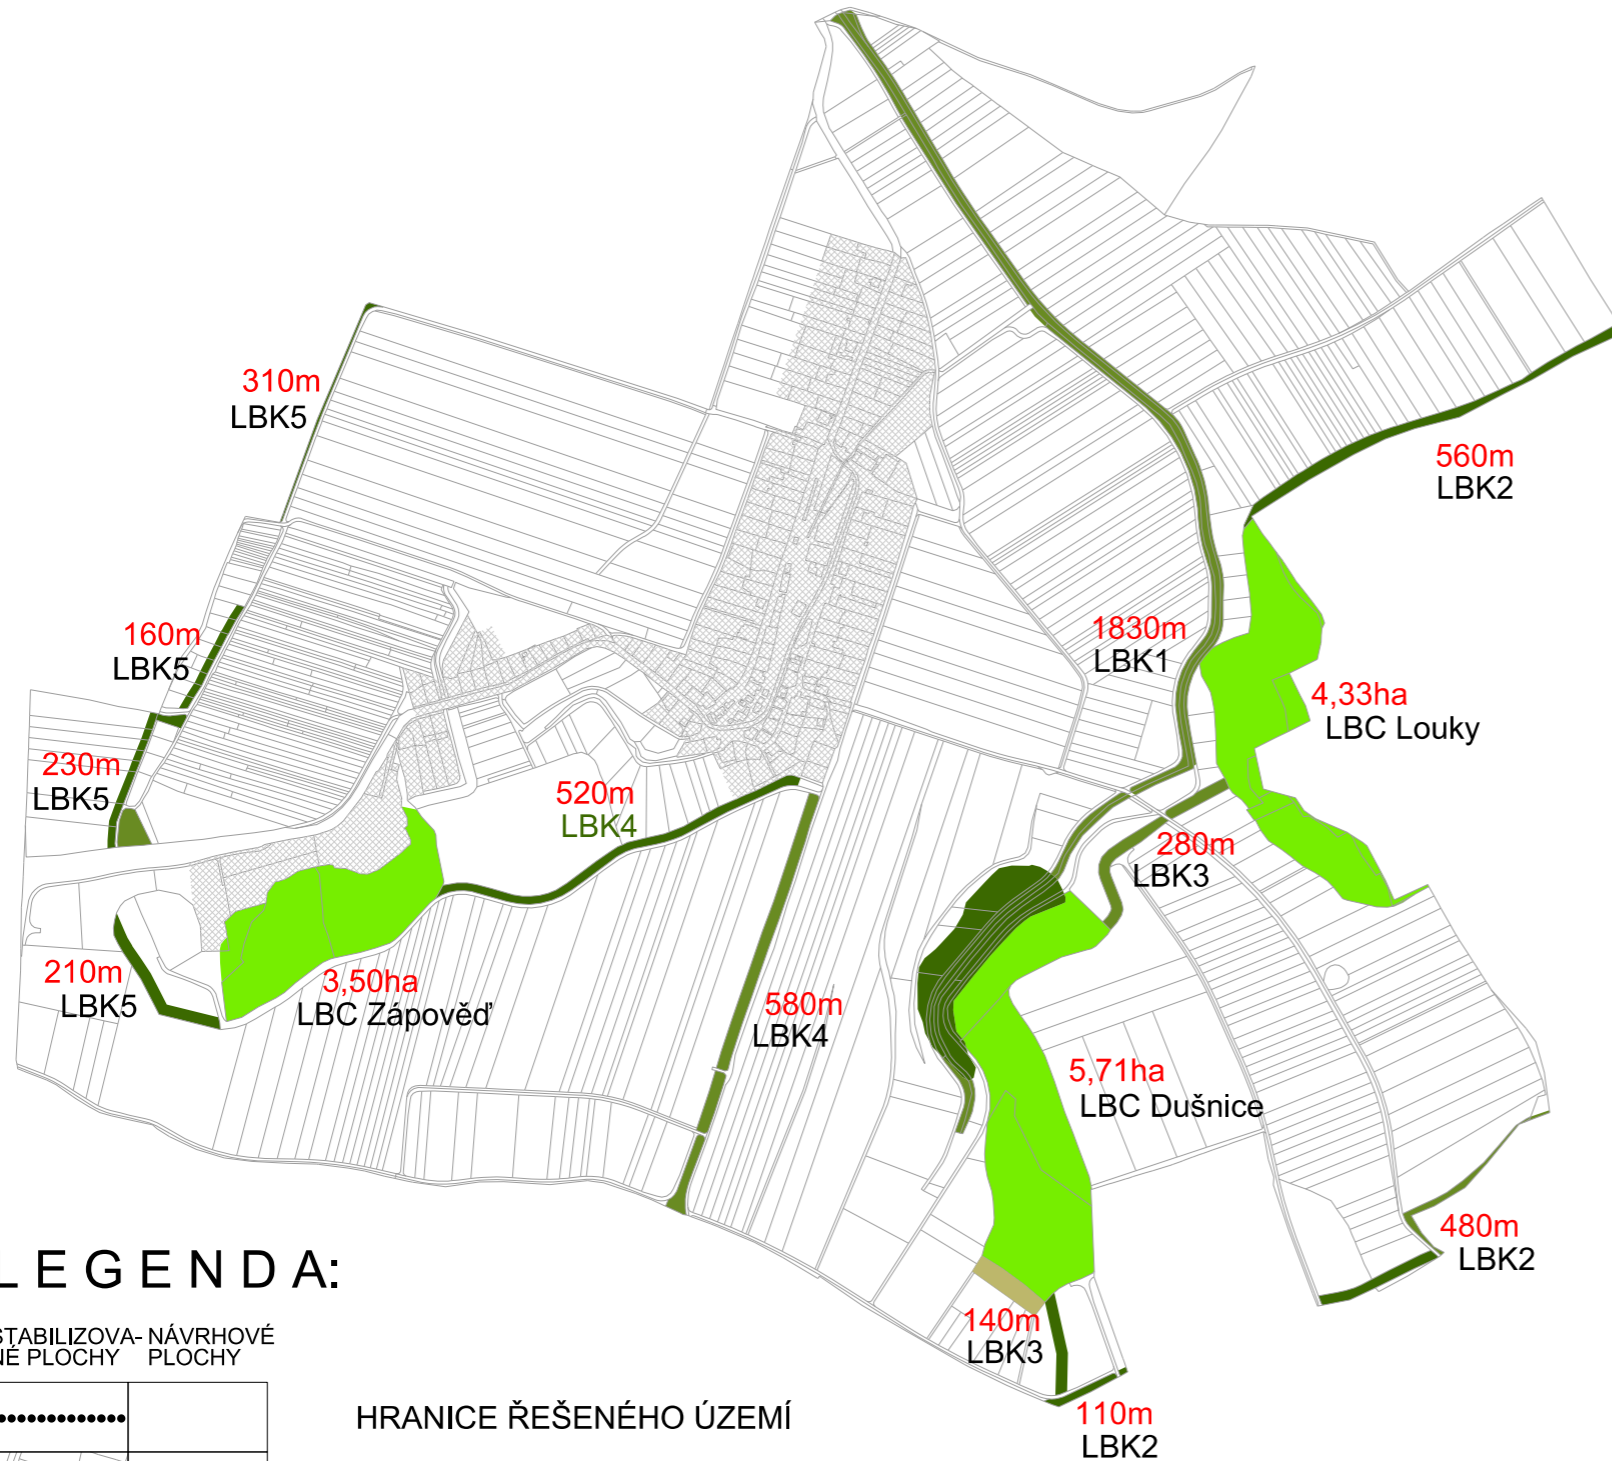 310m
LBK5
560m
LBK2
160m
LBK5
1830m
LBK1
4,33ha
LBC Louky
230m
LBK5
520m
LBK4
280m
LBK3
210m
LBK5
3,50ha
LBC Zápověď
580m
LBK4
5,71ha
LBC Dušnice
480m
LBK2
140m
LBK3
110m
LBK2
LEGENDA:
STABILIZOVA- NÁVRHOVÉ
NÉ PLOCHY PLOCHY
HRANICE ŘEŠENÉHO ÚZEMÍ